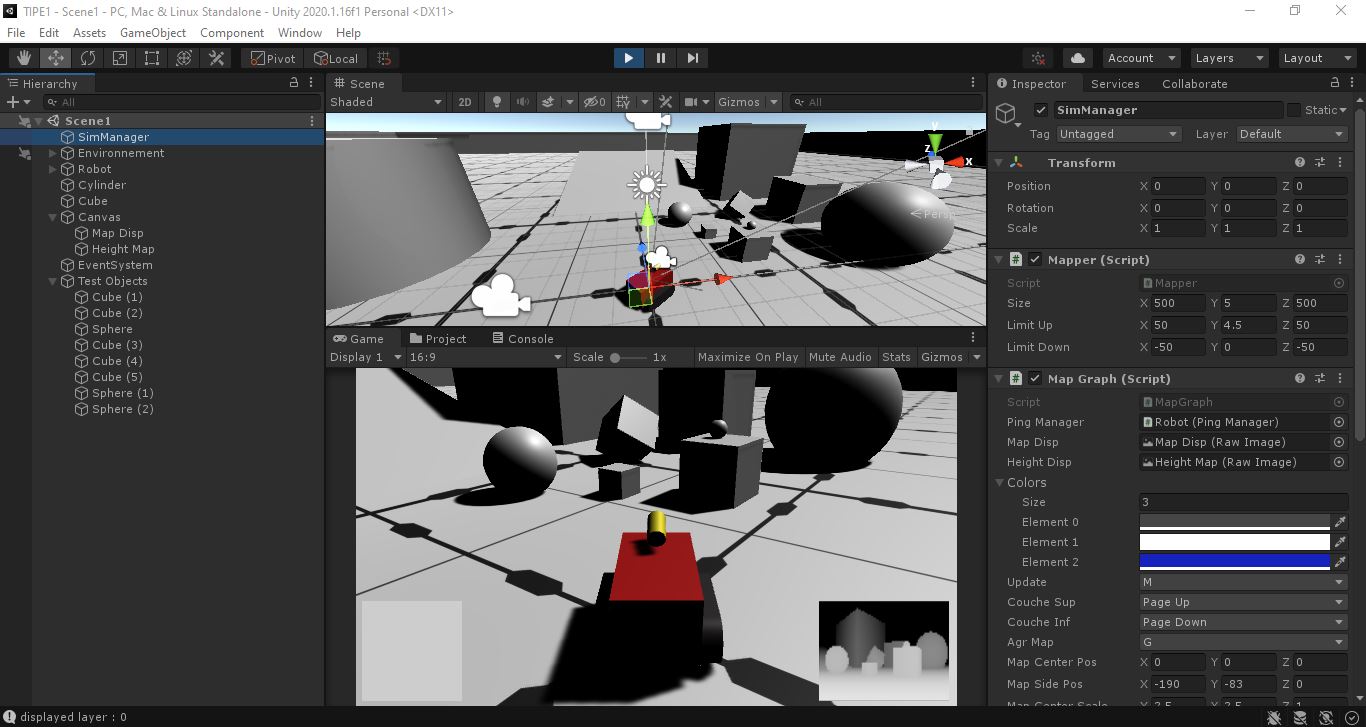 TIPE1 - Scene1 - PC, Mac & Linux Standalone - Unity 2020.1.16f1 Personal <DX11>
File Edit Assets GameObject Component Window Help
Pivot Local Account Layers Layout
Hierarchy
All
Scene1
SimManager
Environnement
Robot
Cylinder
Cube
Canvas
Map Disp
Height Map
EventSystem
Test Objects
Cube (1)
Cube (2)
Sphere
Cube (3)
Cube (4)
Cube (5)
Sphere (1)
Sphere (2)
Scene
Shaded 2D Gizmos All
y
z x
Persp
Game Project Console
Display 1 16:9 Scale 1x Maximize On Play Mute Audio Stats Gizmos
Inspector Services Collaborate
SimManager Static
Tag Untagged Layer Default
Transform
Position X 0 Y 0 Z 0
Rotation X 0 Y 0 Z 0
Scale X 1 Y 1 Z 1
Mapper (Script)
Script Mapper
Size X 500 Y 5 Z 500
Limit Up X 50 Y 4.5 Z 50
Limit Down X -50 Y 0 Z -50
Map Graph (Script)
Script MapGraph
Ping Manager Robot (Ping Manager)
Map Disp Map Disp (Raw Image)
Height Disp Height Map (Raw Image)
Colors
Size 3
Element 0
Element 1
Element 2
Update M
Couche Sup Page Up
Couche Inf Page Down
Agr Map G
Map Center Pos X 0 Y 0 Z 0
Map Side Pos X -190 Y -83 Z 0
Map Center Scale X 3.5 Y 3.5 Z 1
displayed layer : 0